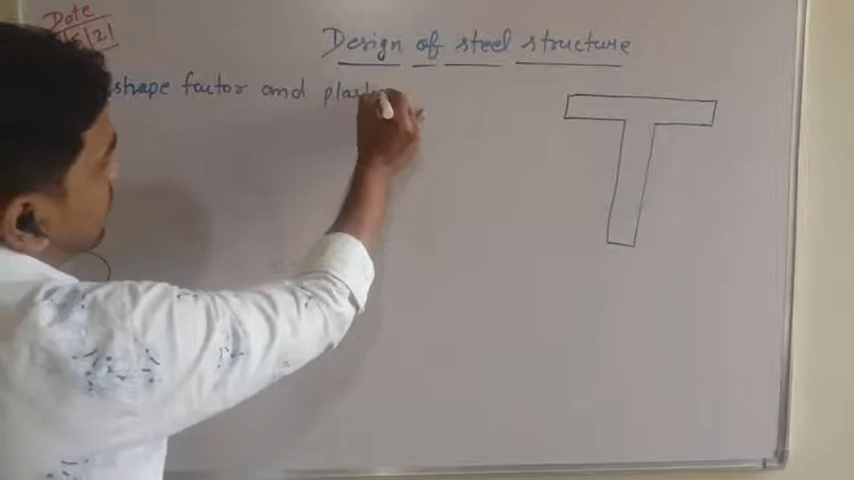 Date
Design of steel structure
shape factor and